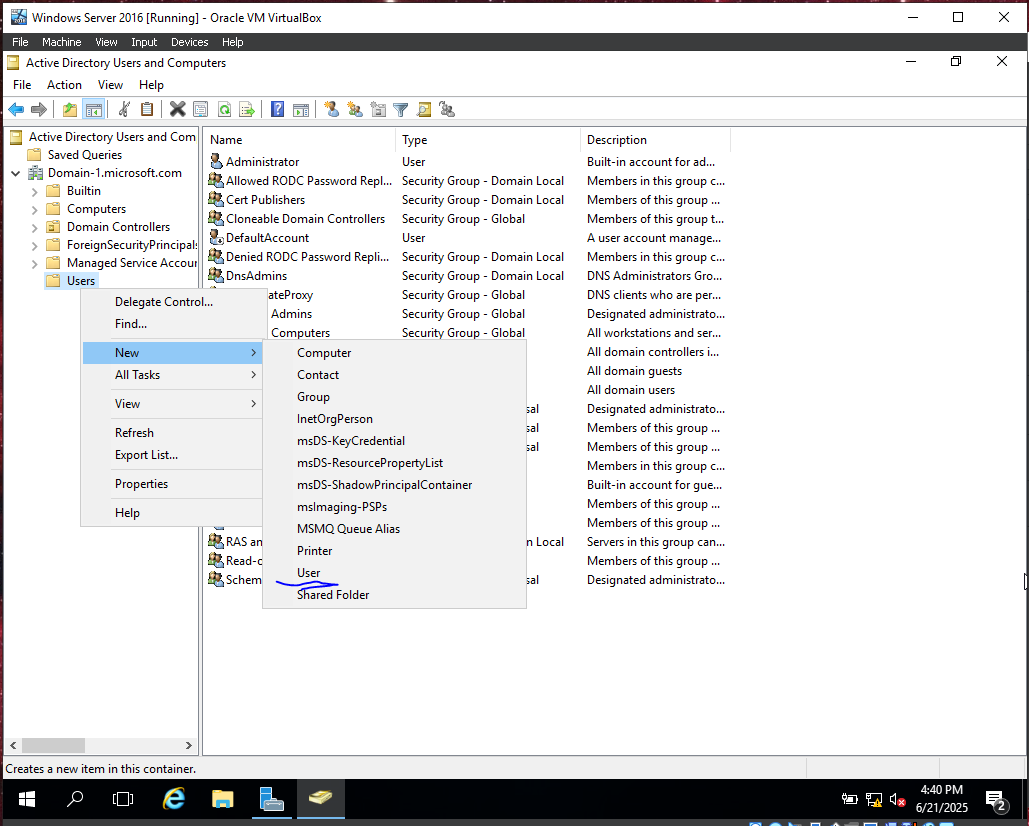 Windows Server 2016 [Running] - Oracle VM VirtualBox
File Machine View Input Devices Help
Active Directory Users and Computers
File Action View Help
Active Directory Users and Com
Saved Queries
Domain-1.microsoft.com
Builtin
Computers
Domain Controllers
ForeignSecurityPrincipals
Managed Service Accour
Users
Name Type Description
Administrator User Built-in account for ad...
Allowed RODC Password Repl... Security Group - Domain Local Members in this group c...
Cert Publishers Security Group - Domain Local Members of this group ...
Cloneable Domain Controllers Security Group - Global Members of this group t...
DefaultAccount User A user account manage...
Denied RODC Password Repli... Security Group - Domain Local Members in this group c...
DnsAdmins Security Group - Domain Local DNS Administrators Gro...
ateProxy Security Group - Global DNS clients who are per...
Admins Security Group - Global Designated administrato...
Computers Security Group - Global All workstations and ser...
All domain controllers i...
All domain guests
All domain users
sal Designated administrato...
sal Members of this group ...
sal Members of this group ...
Members in this group c...
Built-in account for gue...
Members of this group ...
Members of this group ...
RAS an n Local Servers in this group can...
Read-c Members of this group ...
Schem sal Designated administrato...
Delegate Control...
Find...
New
All Tasks
View
Refresh
Export List...
Properties
Help
Computer
Contact
Group
InetOrgPerson
msDS-KeyCredential
msDS-ResourcePropertyList
msDS-ShadowPrincipalContainer
msImaging-PSPs
MSMQ Queue Alias
Printer
User
Shared Folder
Creates a new item in this container.
4:40 PM
6/21/2025
2